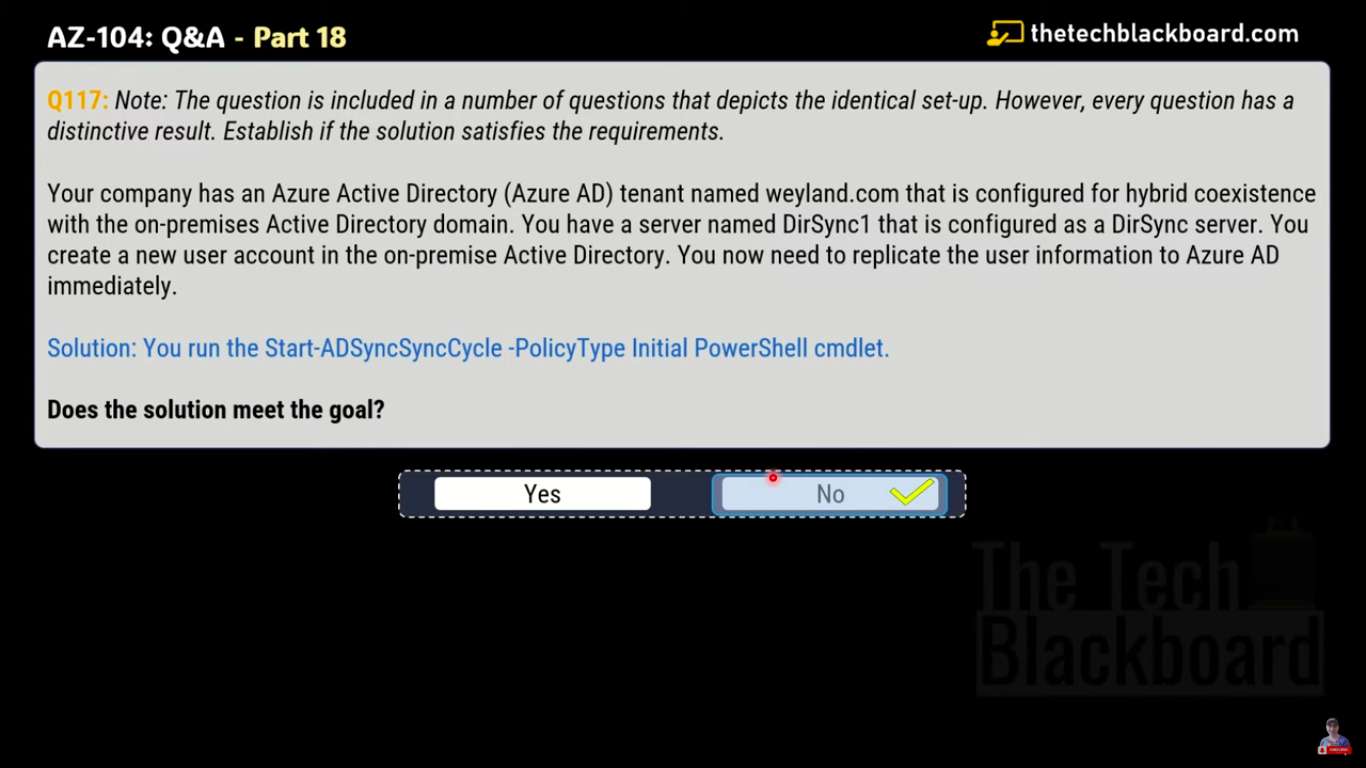 AZ-104: Q&A - Part 18
thetechblackboard.com
Q117: Note: The question is included in a number of questions that depicts the identical set-up. However, every question has a
distinctive result. Establish if the solution satisfies the requirements.
Your company has an Azure Active Directory (Azure AD) tenant named weyland.com that is configured for hybrid coexistence
with the on-premises Active Directory domain. You have a server named DirSync1 that is configured as a DirSync server. You
create a new user account in the on-premise Active Directory. You now need to replicate the user information to Azure AD
immediately.
Solution: You run the Start-ADSyncSyncCycle -PolicyType Initial PowerShell cmdlet.
Does the solution meet the goal?
Yes
No
The Tech
Blackboard